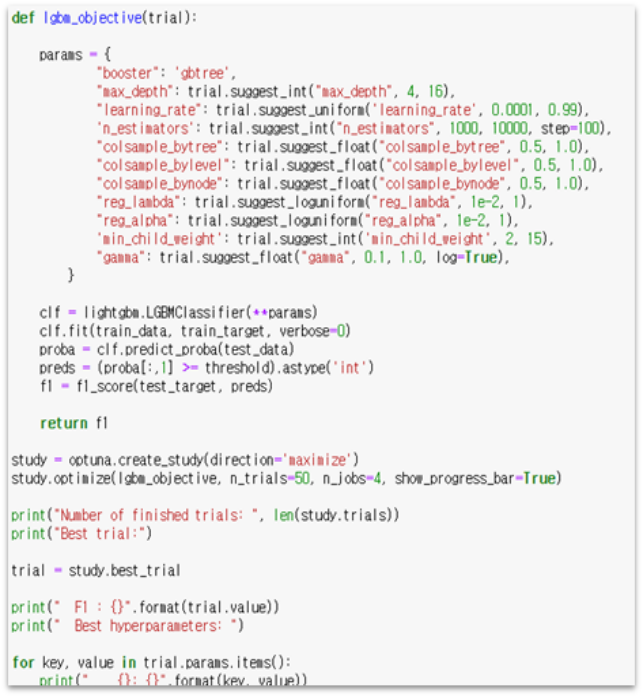 def lgbm_objective(trial):
params = {
"booster": 'gbtree',
"max_depth": trial.suggest_int("max_depth", 4, 16),
"learning_rate": trial.suggest_uniform('learning_rate', 0.0001, 0.99),
'n_estimators': trial.suggest_int("n_estimators", 1000, 10000, step=100),
"colsample_bytree": trial.suggest_float("colsample_bytree", 0.5, 1.0),
"colsample_bylevel": trial.suggest_float("colsample_bylevel", 0.5, 1.0),
"colsample_bynode": trial.suggest_float("colsample_bynode", 0.5, 1.0),
"reg_lambda": trial.suggest_loguniform("reg_lambda", 1e-2, 1),
"reg_alpha": trial.suggest_loguniform("reg_alpha", 1e-2, 1),
'min_child_weight': trial.suggest_int('min_child_weight', 2, 15),
"gamma": trial.suggest_float("gamma", 0.1, 1.0, log=True),
}
clf = lightgbm.LGBMClassifier(**params)
clf.fit(train_data, train_target, verbose=0)
proba = clf.predict_proba(test_data)
preds = (proba[:,1] >= threshold).astype('int')
f1 = f1_score(test_target, preds)
return f1
study = optuna.create_study(direction='maximize')
study.optimize(lgbm_objective, n_trials=50, n_jobs=4, show_progress_bar=True)
print("Number of finished trials: ", len(study.trials))
print("Best trial:")
trial = study.best_trial
print("  F1 : {}".format(trial.value))
print("  Best hyperparameters: ")
for key, value in trial.params.items():
print("    {}: {}".format(key, value))